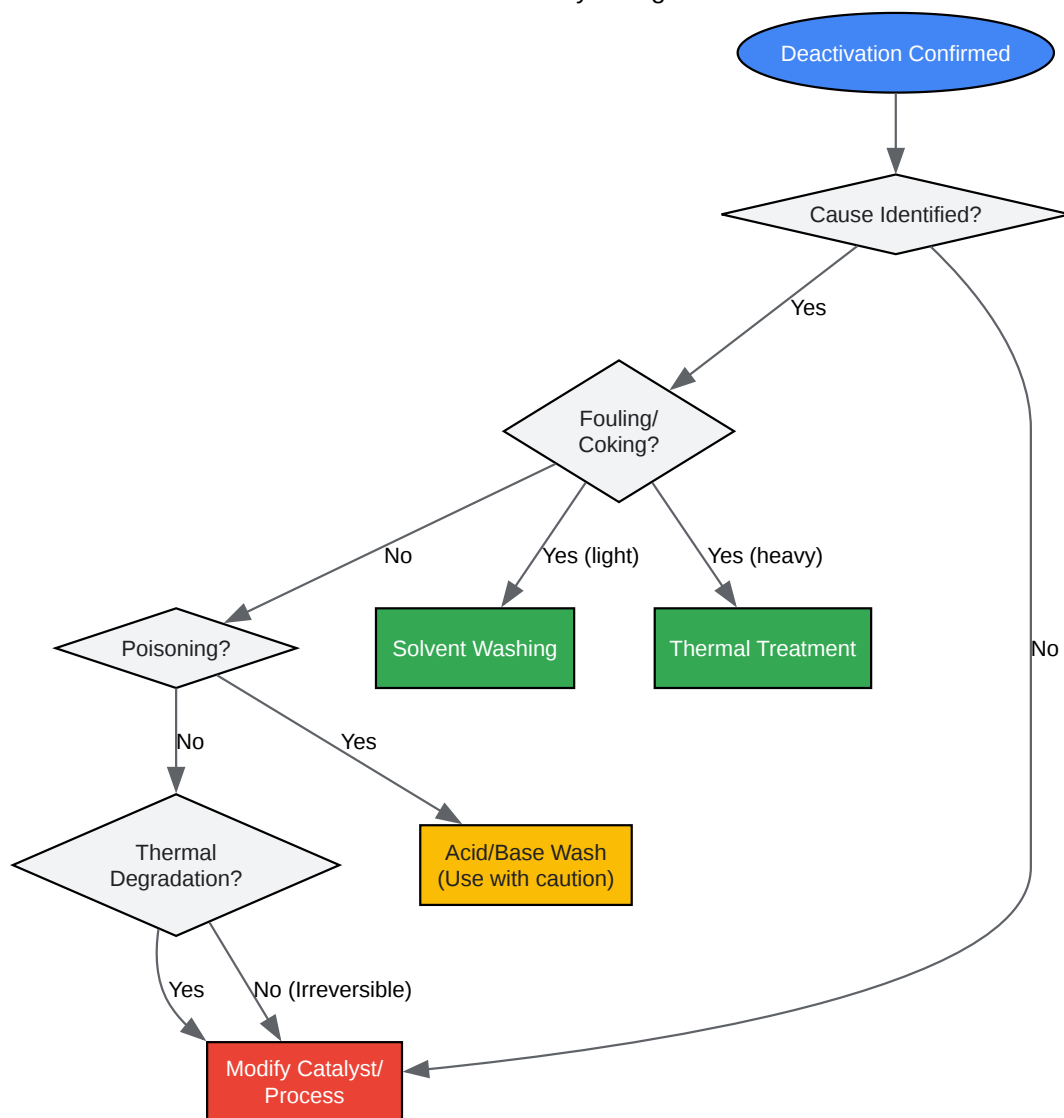 Deactivation Confirmed
Cause Identified?
Yes
Fouling/
Coking?
No
Yes (light)
Yes (heavy)
Poisoning?
Solvent Washing
Thermal Treatment
No
No
Yes
Thermal
Degradation?
Acid/Base Wash
(Use with caution)
Yes
No (Irreversible)
Modify Catalyst/
Process